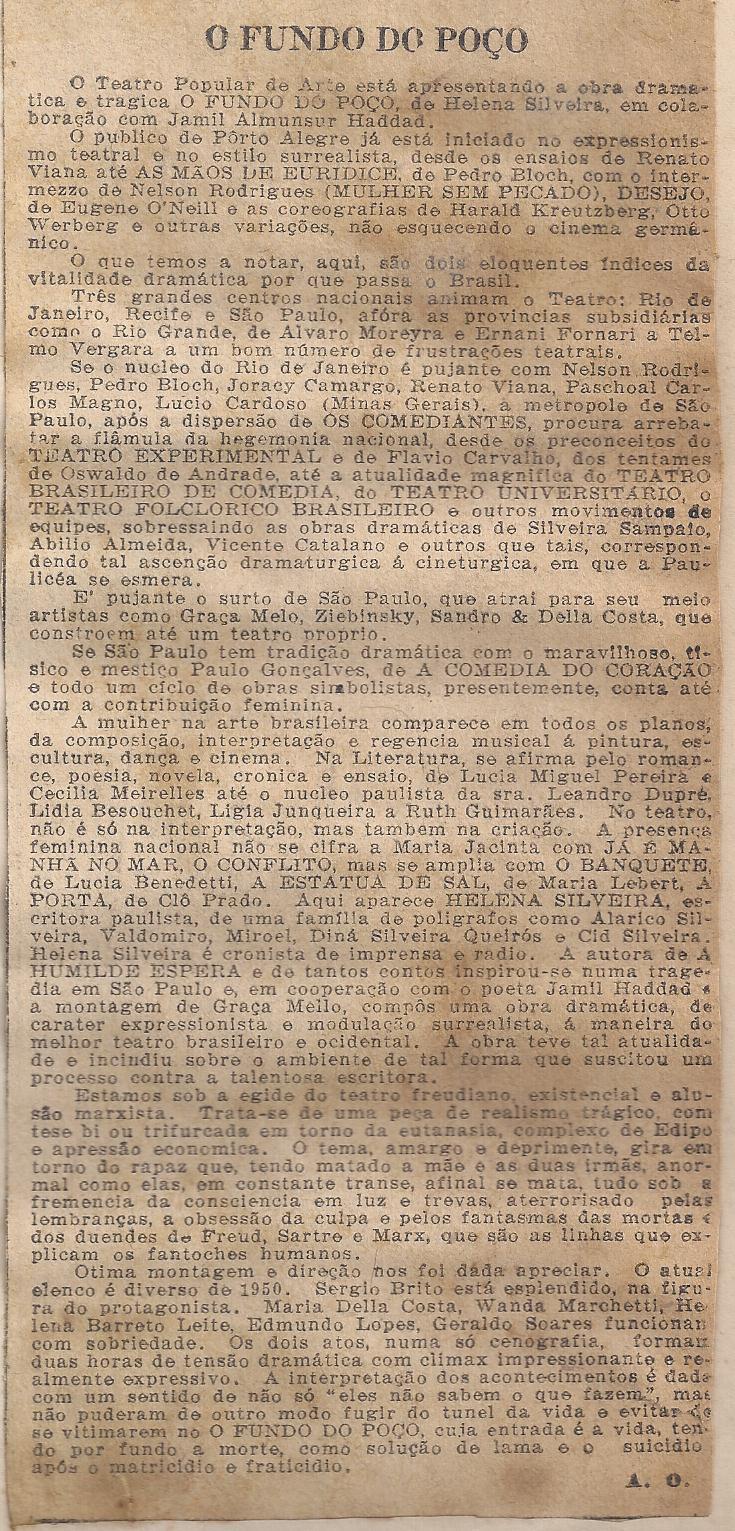 O FUNDO DO POÇO
O Teatro Popular de Arte está apresentando a obra drama-
tica e tragica O FUNDO DO POÇO, de Helena Silveira, em cola-
boração com Jamil Almunsur Haddad.
O publico de Pôrto Alegre já está iniciado no expressionis-
mo teatral e no estilo surrealista, desde os ensaios de Renato
Viana até AS MÃOS DE EURIDICE, de Pedro Bloch, com o inter-
mezzo de Nelson Rodrigues (MULHER SEM PECADO), DESEJO,
de Eugene O'Neill e as coreografias de Harald Kreutzberg, Otto
Werberg e outras variações, não esquecendo o cinema germâ-
nico.
O que temos a notar, aqui, são dois eloquentes índices da
vitalidade dramática por que passa o Brasil.
Três grandes centros nacionais animam o Teatro: Rio de
Janeiro, Recife e São Paulo, afóra as provincias subsidiárias
como o Rio Grande, de Alvaro Moreyra e Ernani Fornari a Tel-
mo Vergara a um bom número de frustrações teatrais.
Se o nucleo do Rio de Janeiro é pujante com Nelson Rodri-
gues, Pedro Bloch, Joracy Camargo, Renato Viana, Paschoal Car-
los Magno, Lucio Cardoso (Minas Gerais), a metropole de São
Paulo, após a dispersão de OS COMEDIANTES, procura arreba-
tar a flâmula da hegemonia nacional, desde os preconceitos do
TEATRO EXPERIMENTAL e de Flavio Carvalho, dos tentames
de Oswaldo de Andrade, até a atualidade magnifica do TEATRO
BRASILEIRO DE COMEDIA, do TEATRO UNIVERSITÁRIO, o
TEATRO FOLCLORICO BRASILEIRO e outros movimentos de
equipes, sobressaindo as obras dramáticas de Silveira Sampaio,
Abilio Almeida, Vicente Catalano e outros que tais, correspon-
dendo tal ascenção dramaturgica á cineturgica, em que a Pau-
licéa se esmera.
E' pujante o surto de São Paulo, que atrai para seu meio
artistas como Graça Melo, Ziebinsky, Sandro & Della Costa, que
constroem até um teatro proprio.
Se São Paulo tem tradição dramática com o maravilhoso, tí-
sico e mestiço Paulo Gonçalves, de A COMEDIA DO CORAÇÃO
e todo um ciclo de obras simbolistas, presentemente, conta até
com a contribuição feminina.
A mulher na arte brasileira comparece em todos os planos,
da composição, interpretação e regencia musical á pintura, es-
cultura, dança e cinema. Na Literatura, se afirma pelo roman-
ce, poesia, novela, cronica e ensaio, de Lucia Miguel Pereira e
Cecilia Meirelles até o nucleo paulista da sra. Leandro Dupré,
Lidia Besouchet, Ligia Junqueira a Ruth Guimarães. No teatro,
não é só na interpretação, mas tambem na criação. A presença
feminina nacional não se cifra a Maria Jacinta com JÁ É MA-
NHÃ NO MAR, O CONFLITO, mas se amplia com O BANQUETE,
de Lucia Benedetti, A ESTATUA DE SAL, de Maria Lebert, A
PORTA, de Clô Prado. Aqui aparece HELENA SILVEIRA, es-
critora paulista, de uma família de poligrafos como Alarico Sil-
veira, Valdomiro, Miroel, Diná Silveira Queirós e Cid Silveira.
Helena Silveira é cronista de imprensa e radio. A autora de A
HUMILDE ESPERA e de tantos contos inspirou-se numa trage-
dia em São Paulo e, em cooperação com o poeta Jamil Haddad e
a montagem de Graça Mello, compôs uma obra dramática, de
carater expressionista e modulação surrealista, á maneira do
melhor teatro brasileiro e ocidental. A obra teve tal atualida-
de e incindiu sobre o ambiente de tal forma que suscitou um
processo contra a talentosa escritora.
Estamos sob a egide do teatro freudiano, existencial e alu-
são marxista. Trata-se de uma peça de realismo trágico, com
tese bi ou trifurcada em torno da eutanasia, complexo de Edipo
e apressão economica. O tema, amargo e deprimente, gira em
torno do rapaz que, tendo matado a mãe e as duas irmãs, anor-
mal como elas, em constante transe, afinal se mata, tudo sob a
fremencia da consciencia em luz e trevas, aterrorisado pelas
lembranças, a obsessão da culpa e pelos fantasmas das mortas e
dos duendes de Freud, Sartre e Marx, que são as linhas que ex-
plicam os fantoches humanos.
Otima montagem e direção nos foi dada apreciar. O atual
elenco é diverso de 1950. Sergio Brito está esplendido, na figu-
ra do protagonista. Maria Della Costa, Wanda Marchetti, He-
lena Barreto Leite, Edmundo Lopes, Geraldo Soares funcionam
com sobriedade. Os dois atos, numa só cenografia, formam
duas horas de tensão dramática com climax impressionante e re-
almente expressivo. A interpretação dos acontecimentos é dada
com um sentido de não só "eles não sabem o que fazem", mas
não puderam de outro modo fugir do tunel da vida e evitar de
se vitimarem no O FUNDO DO POÇO, cuja entrada é a vida, ten-
do por fundo a morte, como solução de lama e o suicidio
após o matricidio e fraticidio.
A. O.